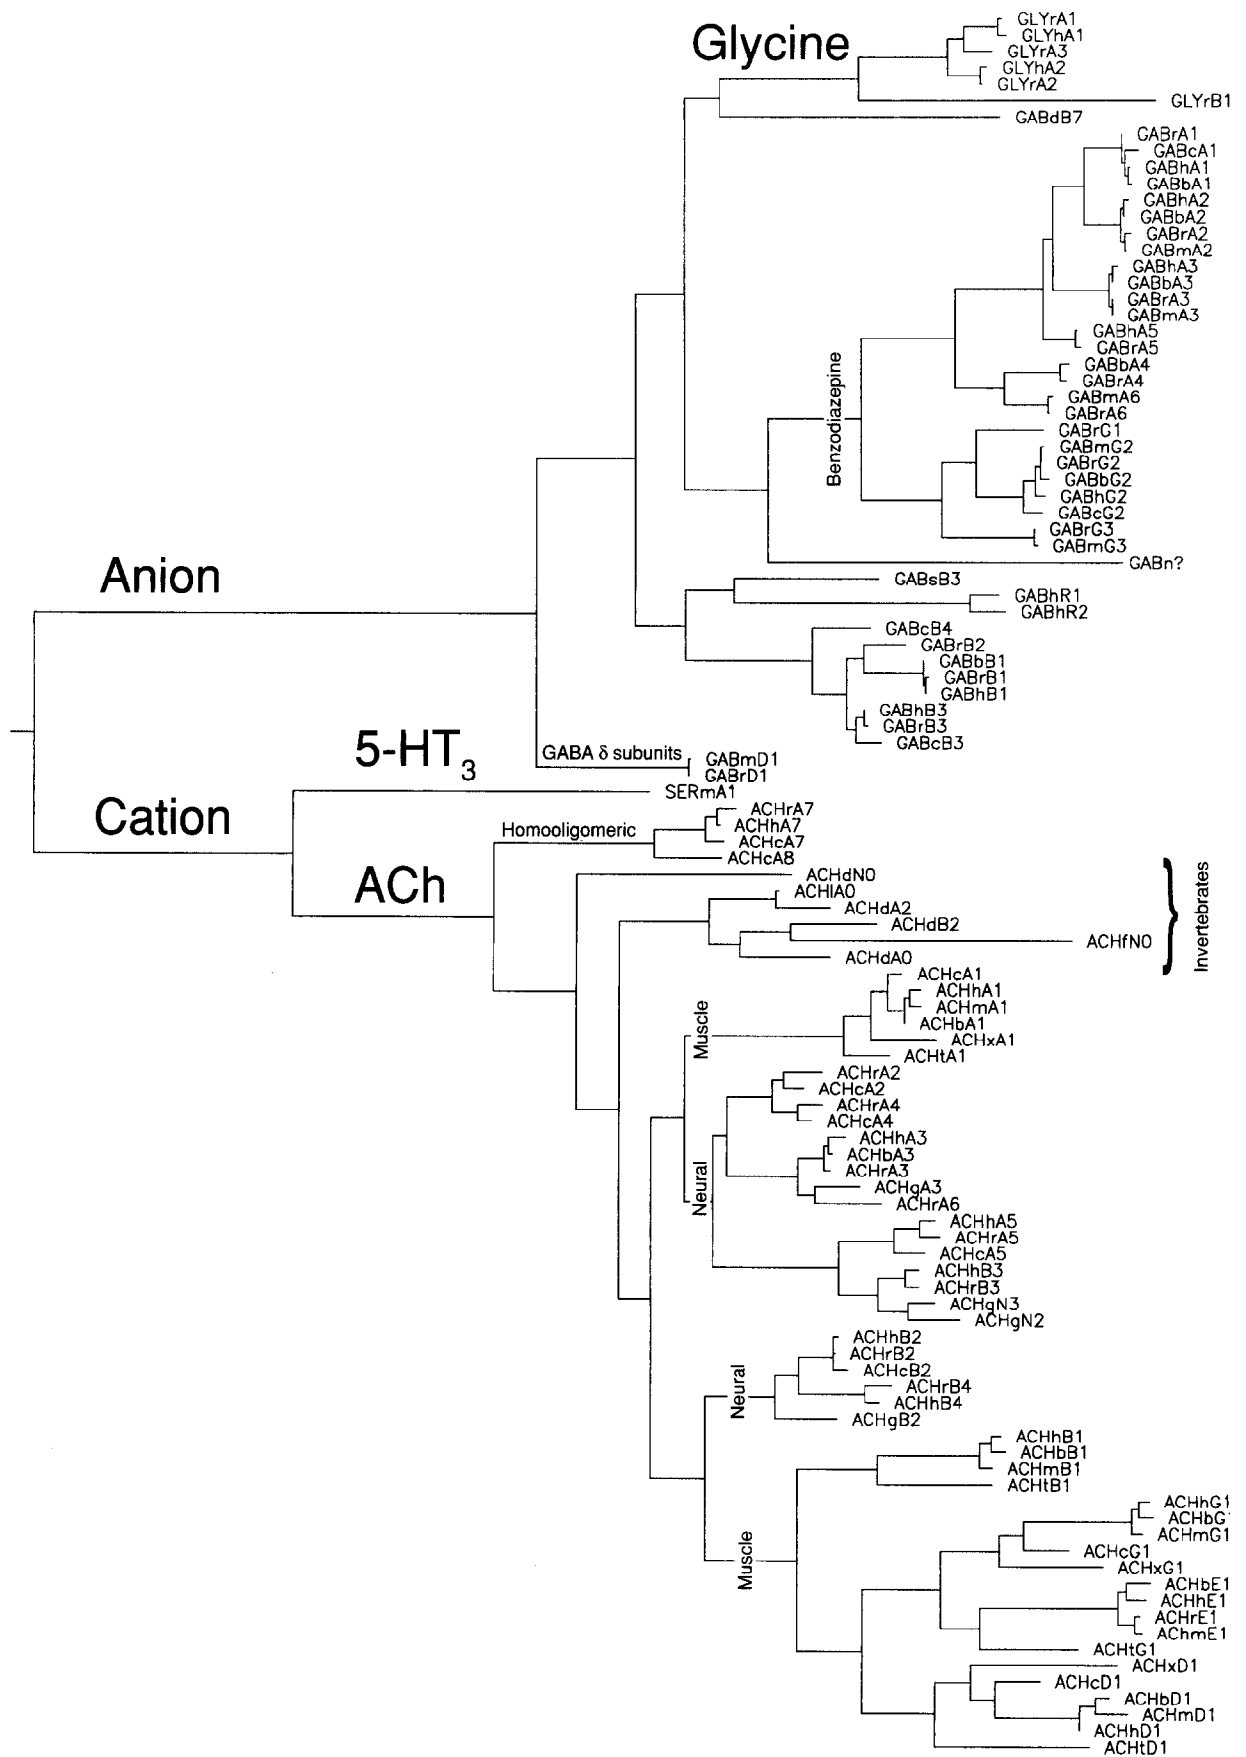 Glycine
GLYrA1
GLYhA1
GLYrA3
GLYhA2
GLYrA2
GLYrB1
GABdB7
GABrA1
GABcA1
GABhA1
GABbA1
GABhA2
GABbA2
GABrA2
GABmA2
GABhA3
GABbA3
GABrA3
GABmA3
GABhA5
GABrA5
GABbA4
GABrA4
GABmA6
GABrA6
Benzodiazepine
GABrG1
GABmG2
GABrG2
GABbG2
GABhG2
GABcG2
GABrG3
GABmG3
GABn?
Anion
GABsB3
GABhR1
GABhR2
GABcB4
GABrB2
GABbB1
GABrB1
GABhB1
GABhB3
GABrB3
GABcB3
5-HT3
GABA δ subunits
GABmD1
GABrD1
SERmA1
Cation
ACHrA7
ACHhA7
Homooligomeric
ACHcA7
ACHcA8
ACh
ACHdN0
ACHlA0
ACHdA2
ACHdB2
ACHfN0
ACHdA0
Invertebrates
ACHcA1
ACHhA1
ACHmA1
ACHbA1
ACHxA1
ACHtA1
Muscle
ACHrA2
ACHcA2
ACHrA4
ACHcA4
ACHhA3
ACHbA3
ACHrA3
ACHgA3
ACHrA6
Neural
ACHhA5
ACHrA5
ACHcA5
ACHhB3
ACHrB3
ACHgN3
ACHgN2
ACHhB2
ACHrB2
ACHcB2
ACHrB4
ACHhB4
ACHgB2
Neural
ACHhB1
ACHbB1
ACHmB1
ACHtB1
ACHhG1
ACHbG
ACHmG1
ACHcG1
ACHxG1
Muscle
ACHbE1
ACHhE1
ACHrE1
AChmE1
ACHtG1
ACHxD1
ACHcD1
ACHbD1
ACHmD1
ACHhD1
ACHtD1